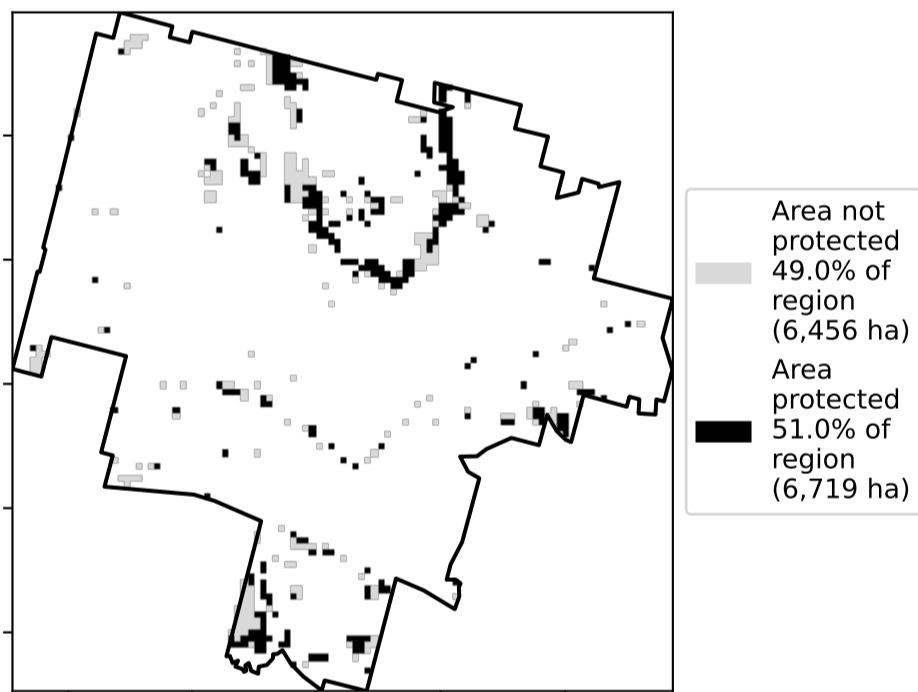 Area not
protected
49.0% of
region
(6,456 ha)
Area
protected
51.0% of
region
(6,719 ha)